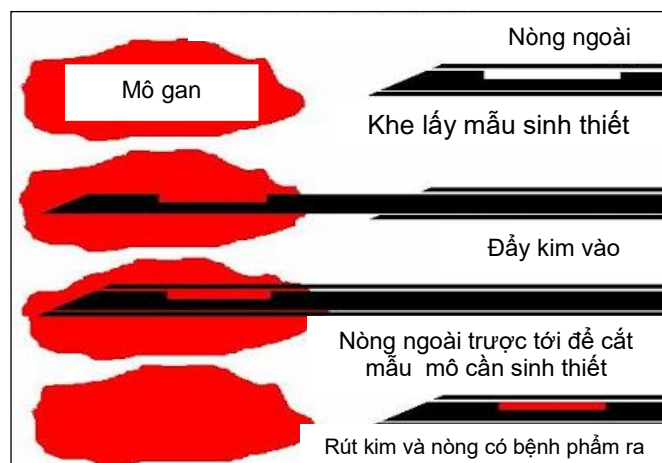 Nòng ngoài
Mô gan
Khe lấy mẫu sinh thiết
Đẩy kim vào
Nòng ngoài trược tới để cắt
mẫu mô cần sinh thiết
Rút kim và nòng có bệnh phẩm ra